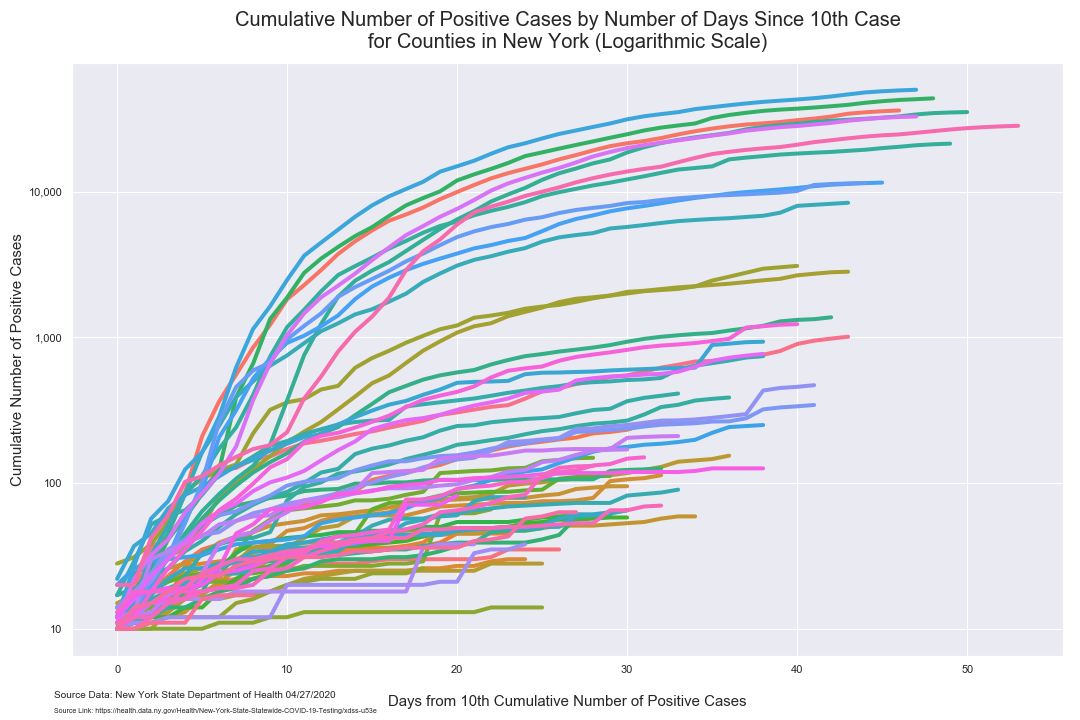 Cumulative Number of Positive Cases by Number of Days Since 10th Case
for Counties in New York (Logarithmic Scale)
Cumulative Number of Positive Cases
10,000
1,000
100
10
0
10
20
30
40
50
Days from 10th Cumulative Number of Positive Cases
Source Data: New York State Department of Health 04/27/2020
Source Link: https://health.data.ny.gov/Health/New-York-State-Statewide-COVID-19-Testing/xdss-u53e